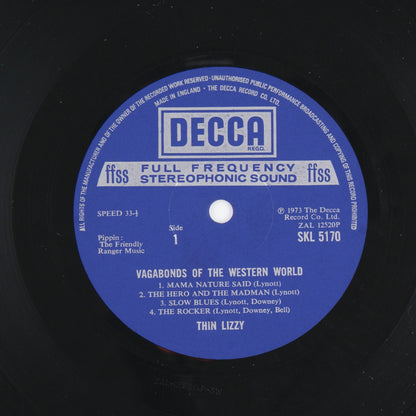 ALL RIGHTS OF THE MANUFACTURER AND OF THE OWNER OF THE RECORDED WORK RESERVED · UNAUTHORISED PUBLIC PERFORMANCE BROADCASTING AND COPYING OF THIS RECORD PROHIBITED
MADE IN ENGLAND · THE DECCA RECORD CO. LTD.
DECCA
REGD.
ffss FULL FREQUENCY ffss
STEREOPHONIC SOUND
SPEED 33⅓
Side
1
℗ 1973 The Decca
Record Co. Ltd.
ZAL 12520P
SKL 5170
Pippin:
The Friendly
Ranger Music
VAGABONDS OF THE WESTERN WORLD
1. MAMA NATURE SAID (Lynott)
2. THE HERO AND THE MADMAN (Lynott)
3. SLOW BLUES (Lynott, Downey)
4. THE ROCKER (Lynott, Downey, Bell)
THIN LIZZY